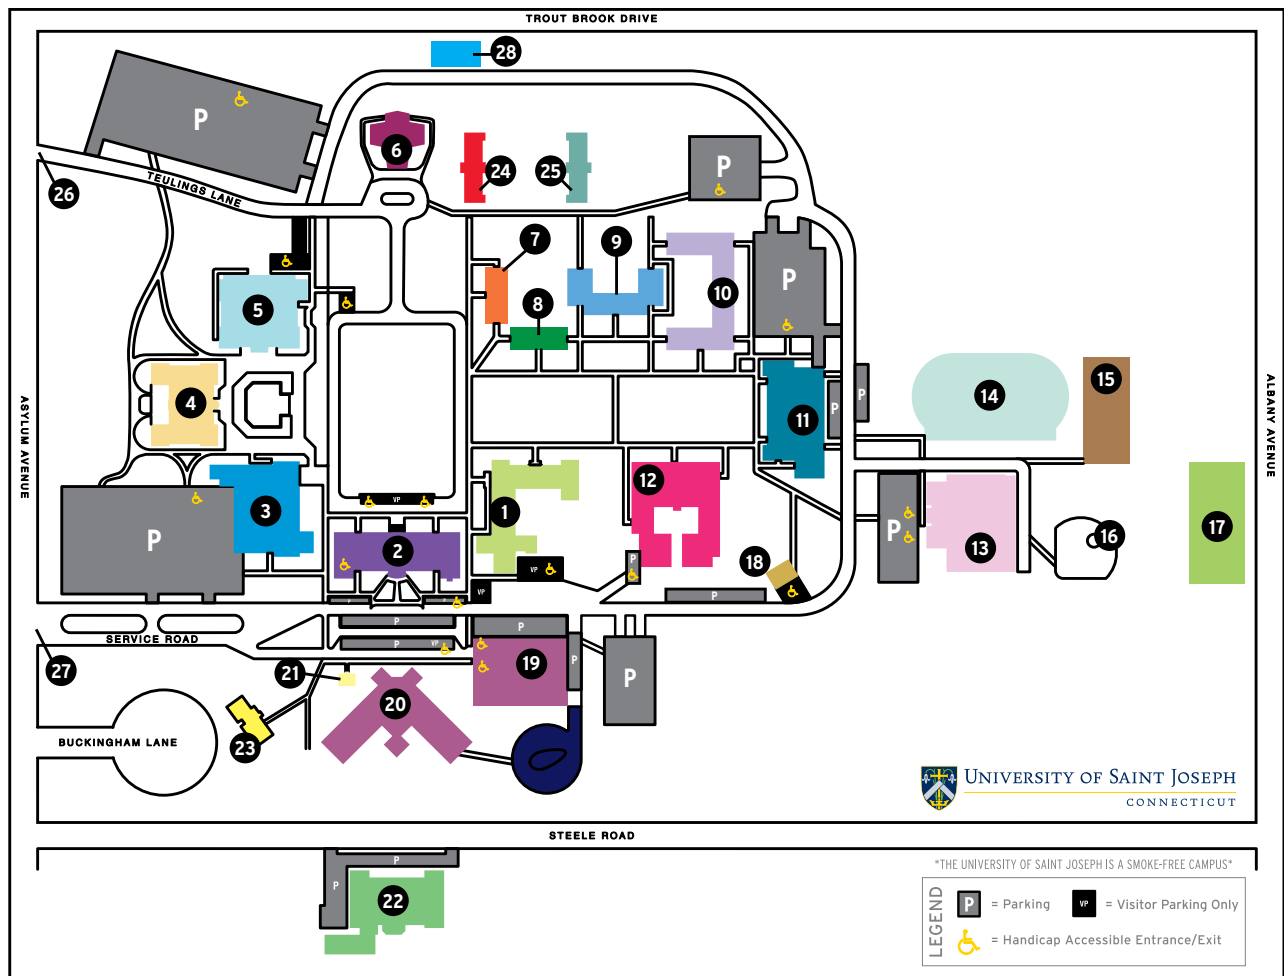 TROUT BROOK DRIVE
28
P
6
24
25
P
26
TEULINGS LANE
7
9
8
10
P
5
4
ASYLUM AVENUE
11
P
P
14
15
ALBANY AVENUE
VP
12
1
3
P
2
P
13
16
17
18
VP
P
VP
P
P
P
P
P
SERVICE ROAD
P
VP
27
21
19
P
P
20
23
BUCKINGHAM LANE
UNIVERSITY OF SAINT JOSEPH
CONNECTICUT
STEELE ROAD
P
P
22
*THE UNIVERSITY OF SAINT JOSEPH IS A SMOKE-FREE CAMPUS*
LEGEND
P = Parking
VP = Visitor Parking Only
= Handicap Accessible Entrance/Exit